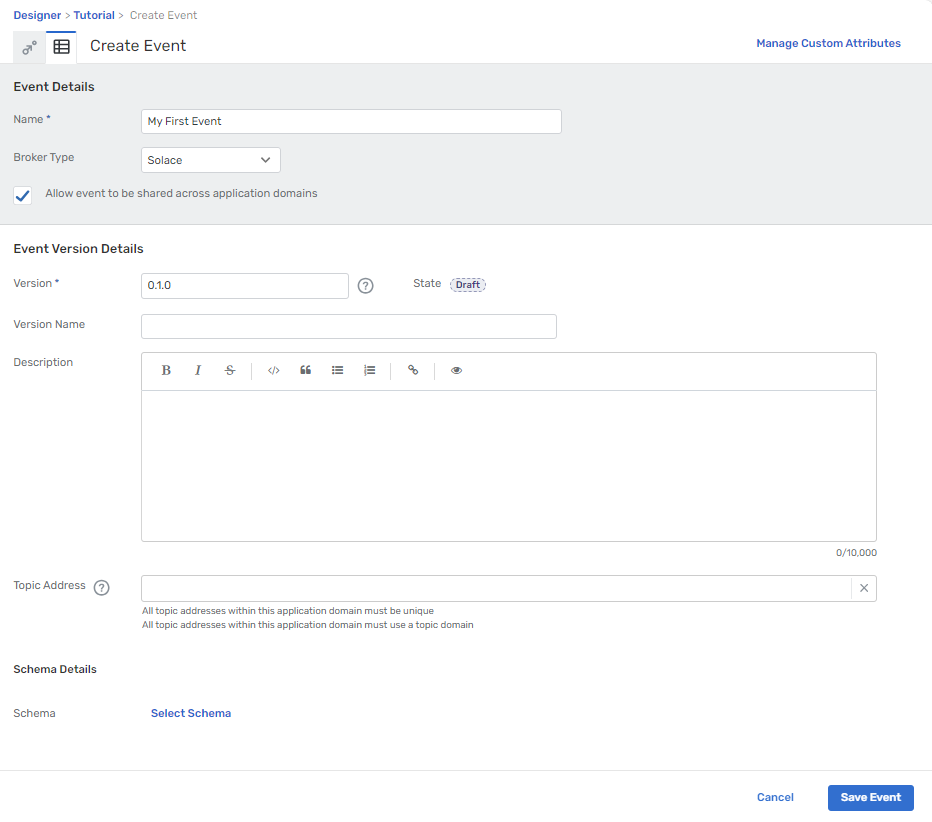 Designer > Tutorial > Create Event
Create Event
Manage Custom Attributes
Event Details
Name *
My First Event
Broker Type
Solace
Allow event to be shared across application domains
Event Version Details
Version *
0.1.0
?
State Draft
Version Name
Description
B I S </> ❝
0/10,000
Topic Address ?
All topic addresses within this application domain must be unique
All topic addresses within this application domain must use a topic domain
Schema Details
Schema
Select Schema
Cancel
Save Event